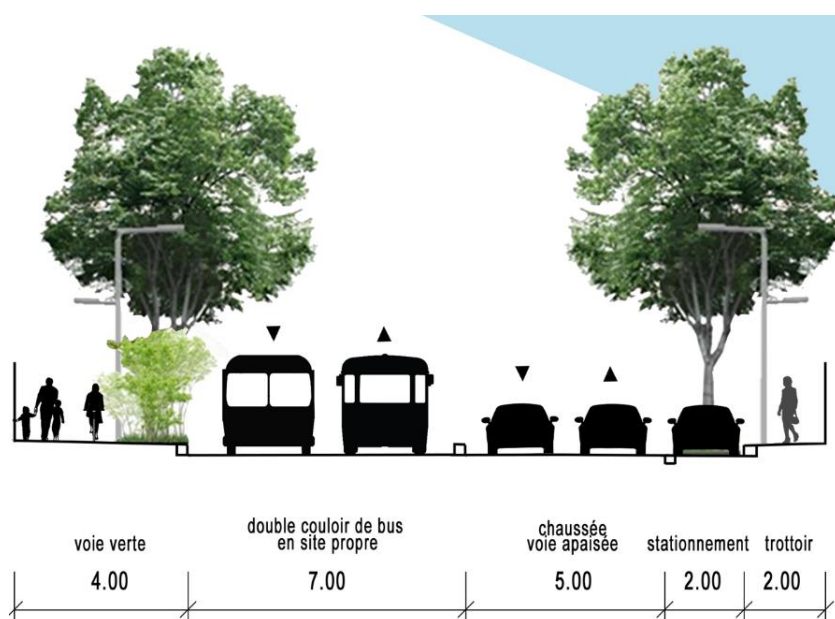 voie verte
double couloir de bus
en site propre
chaussée
voie apaisée
stationnement
trottoir
4.00
7.00
5.00
2.00
2.00